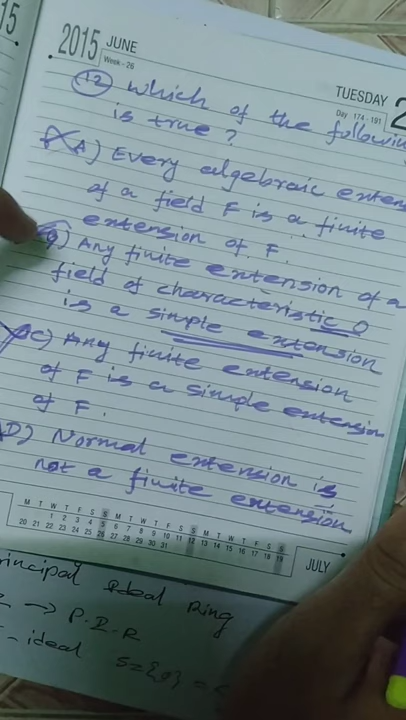 15
2015 JUNE
Week - 26
TUESDAY 2
Day 174 - 191
12 which of the following
is true ?
A) Every algebraic exten
of a field F is a finite
extension of F.
B) Any finite extension of a
field of characteristic 0
is a simple extension
C) Any finite extension
of F is a simple extension
of F.
D) Normal extension is
not a finite extension.
M T W T F S S M T W T F S S M T W T F S S
1 2 3 4 5 6 7 8 9 10 11 12 13 14 15 16 17 18 19
20 21 22 23 24 25 26 27 28 29 30 31
JULY
rincipal Ideal Ring
→ P.I.R
- ideal S = {0} =